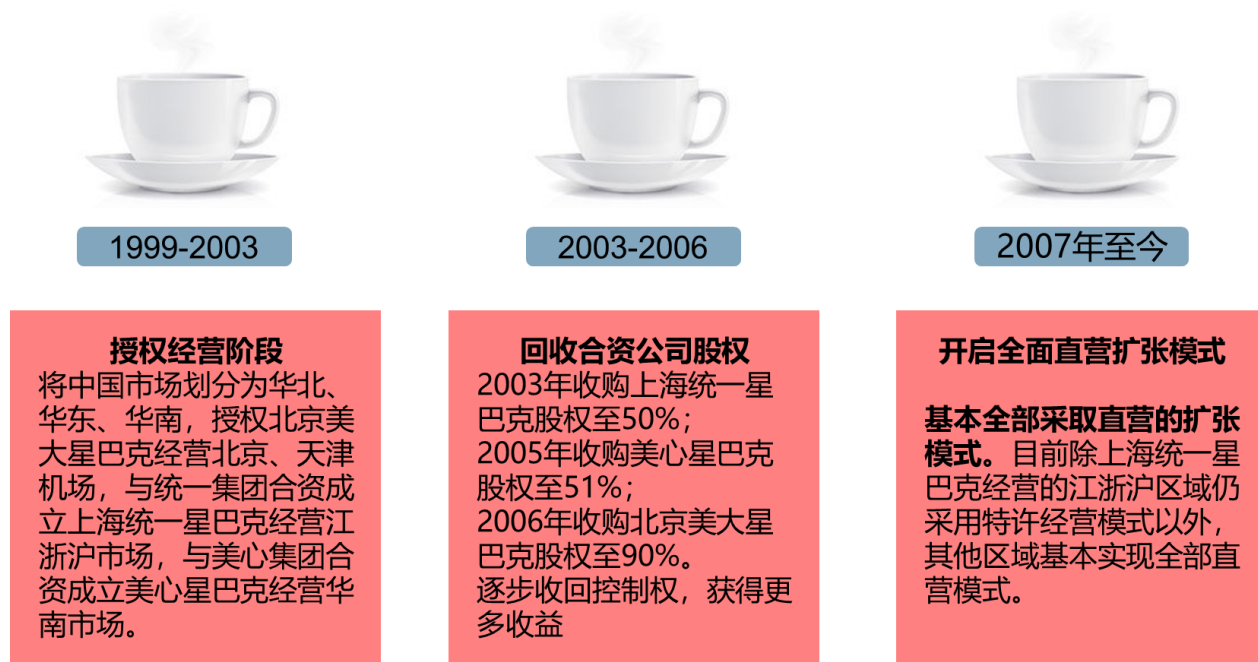 1999-2003
授权经营阶段
将中国市场划分为华北、
华东、华南，授权北京美
大星巴克经营北京、天津
机场，与统一集团合资成
立上海统一星巴克经营江
浙沪市场，与美心集团合
资成立美心星巴克经营华
南市场。
2003-2006
回收合资公司股权
2003年收购上海统一星
巴克股权至50%；
2005年收购美心星巴克
股权至51%；
2006年收购北京美大星
巴克股权至90%。
逐步收回控制权，获得更
多收益
2007年至今
开启全面直营扩张模式
基本全部采取直营的扩张
模式。目前除上海统一星
巴克经营的江浙沪区域仍
采用特许经营模式以外，
其他区域基本实现全部直
营模式。